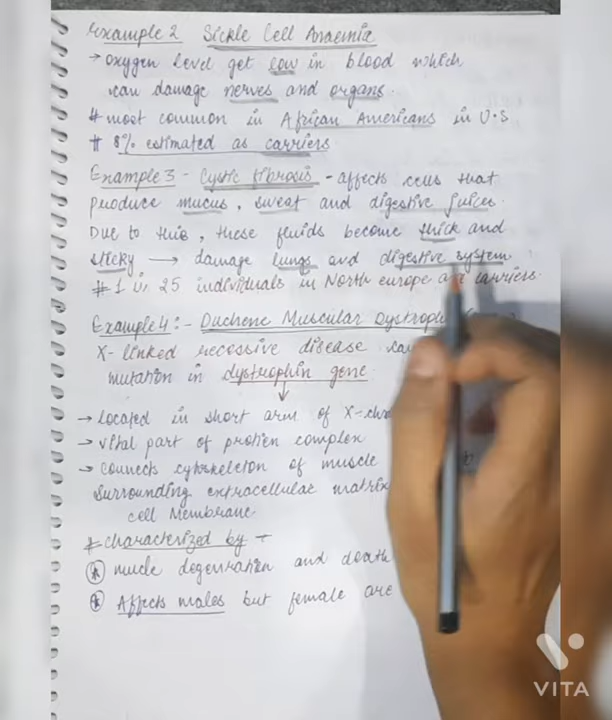 Example 2 Sickle Cell Anaemia
→ oxygen level get low in blood which
can damage nerves and organs.
# most common in African Americans in U.S
# 8% estimated as carriers
Example 3 - Cystic fibrosis - affects cells that
produce mucus, sweat and digestive juices.
Due to this, these fluids become thick and
sticky → damage lungs and digestive system
# 1 in 25 individuals in North europe are carriers.
Example 4:- Duchene Muscular Dystrophy
X-linked recessive disease
mutation in dystrophin gene
→ located in short arm of X-
→ vital part of protien complex
→ connects cytoskeleton of muscle
surrounding extracellular matrix
cell Membrane.
* characterized by -
* muscle degenration and death
* Affects males but female are
VITA